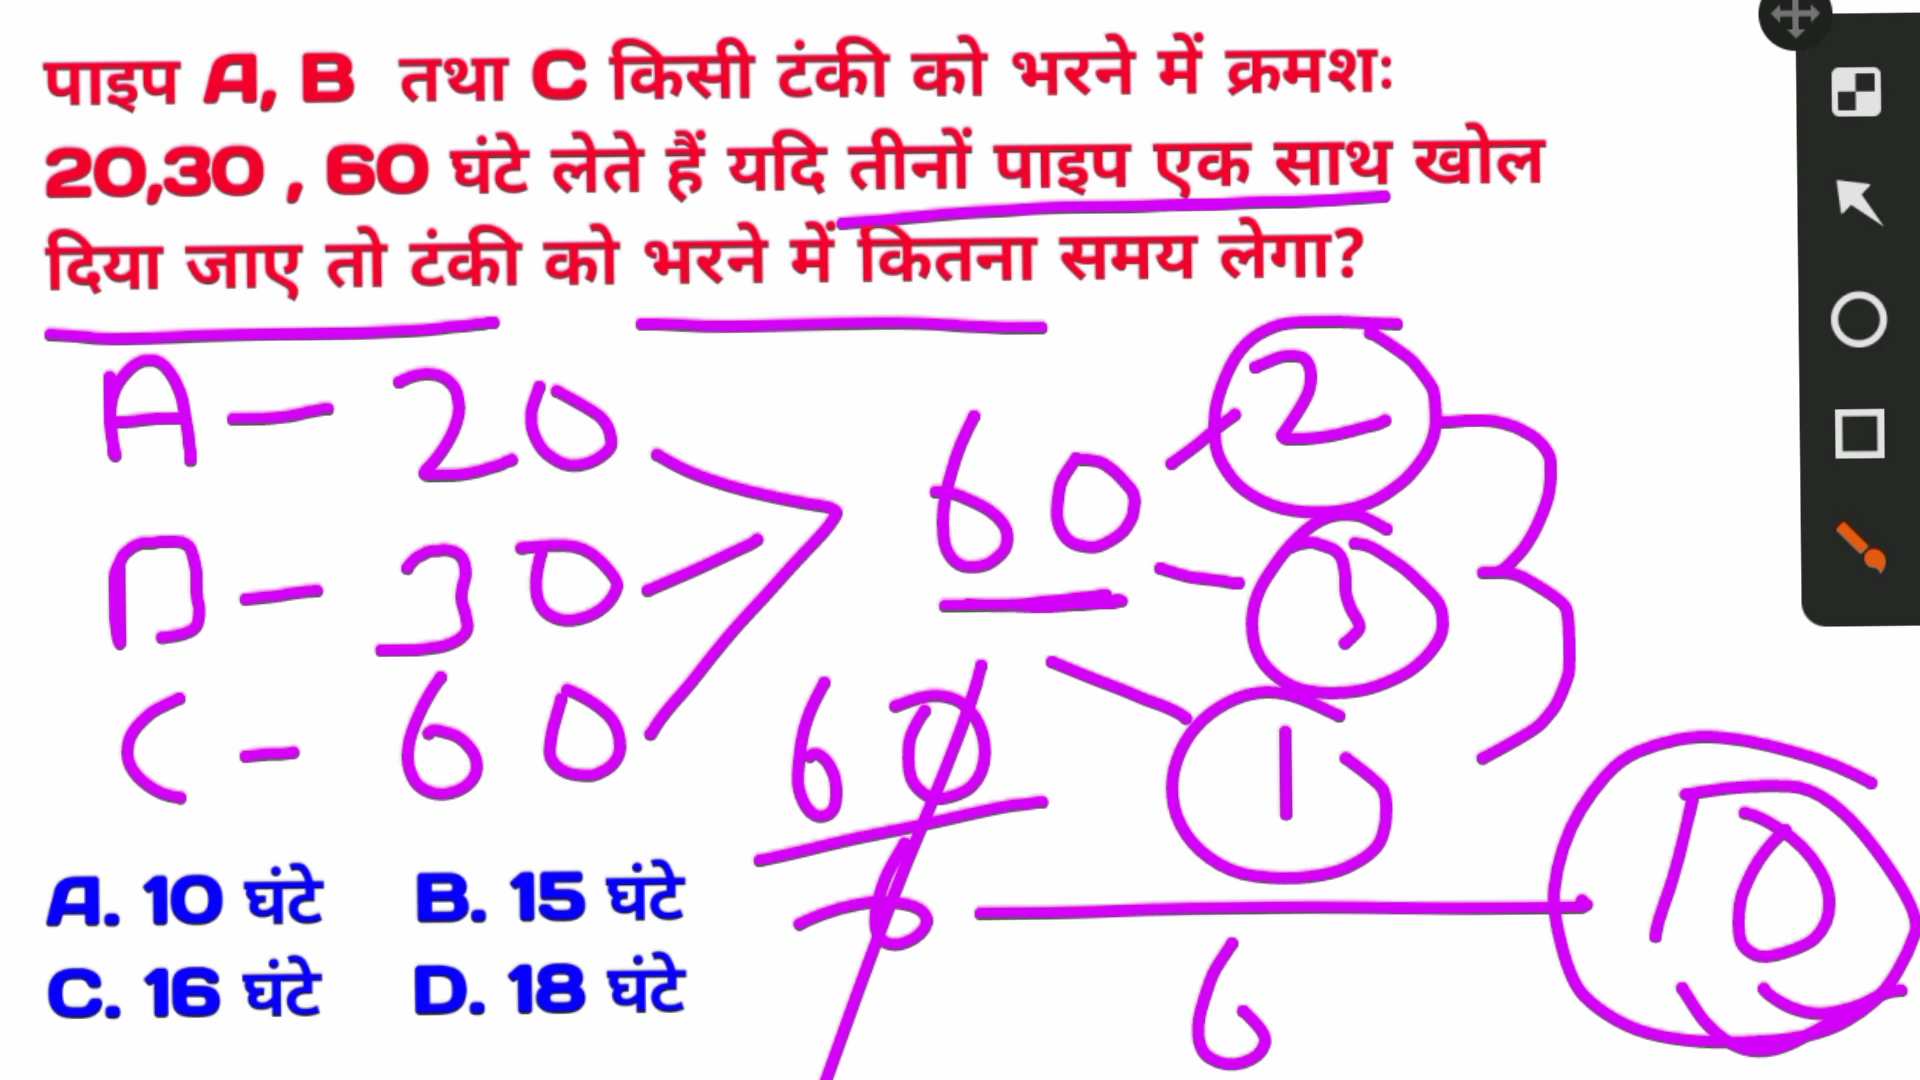 पाइप A, B तथा C किसी टंकी को भरने में क्रमशः
20,30 , 60 घंटे लेते हैं यदि तीनों पाइप एक साथ खोल
दिया जाए तो टंकी को भरने में कितना समय लेगा?
A - 20
B - 30
C - 60
60
2
3
1
60
6
6
10
A. 10 घंटे B. 15 घंटे
C. 16 घंटे D. 18 घंटे